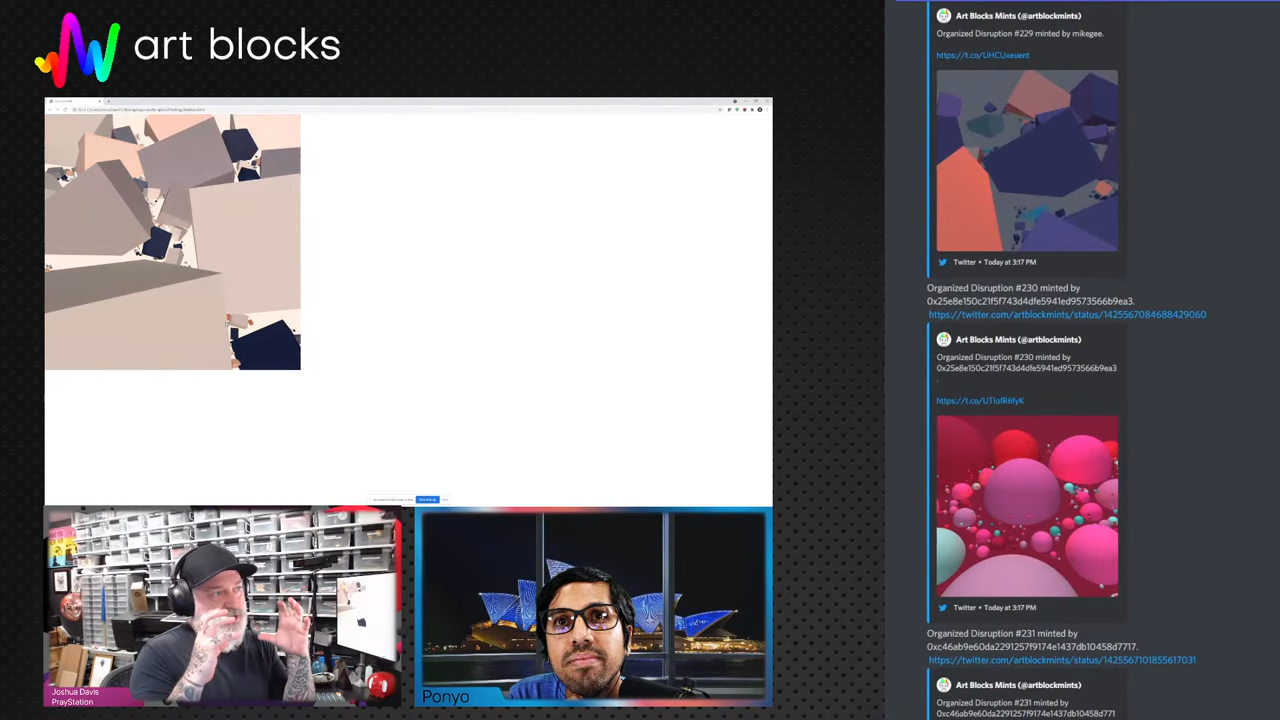 art blocks
Joshua Davis
PrayStation
Ponyo
Art Blocks Mints (@artblockmints)
Organized Disruption #229 minted by mikegee.
https://t.co/UHCUxeuent
Twitter • Today at 3:17 PM
Organized Disruption #230 minted by
0x25e8e150c21f5f743d4dfe5941ed9573566b9ea3.
https://twitter.com/artblockmints/status/1425567084688429060
Art Blocks Mints (@artblockmints)
Organized Disruption #230 minted by
0x25e8e150c21f5f743d4dfe5941ed9573566b9ea3
.
https://t.co/UTIofR6fyK
Twitter • Today at 3:17 PM
Organized Disruption #231 minted by
0xc46ab9e60da2291257f9174e1437db10458d7717.
https://twitter.com/artblockmints/status/1425567101855617031
Art Blocks Mints (@artblockmints)
Organized Disruption #231 minted by
0xc46ab9e60da2291257f9174e1437db10458d771